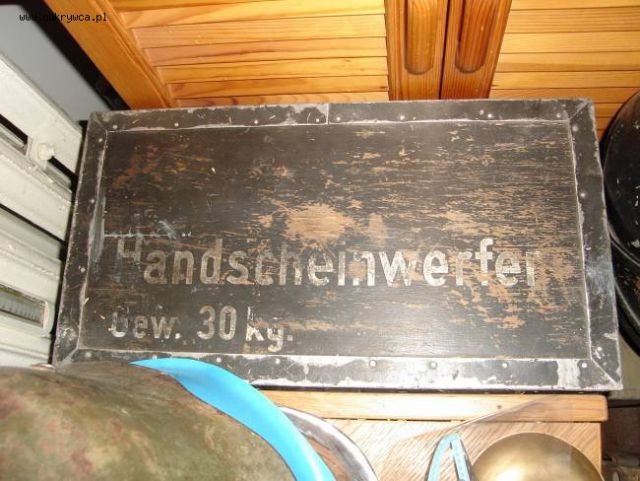 www.odkrywca.pl
Handscheinwerfer
Gew. 30 kg.